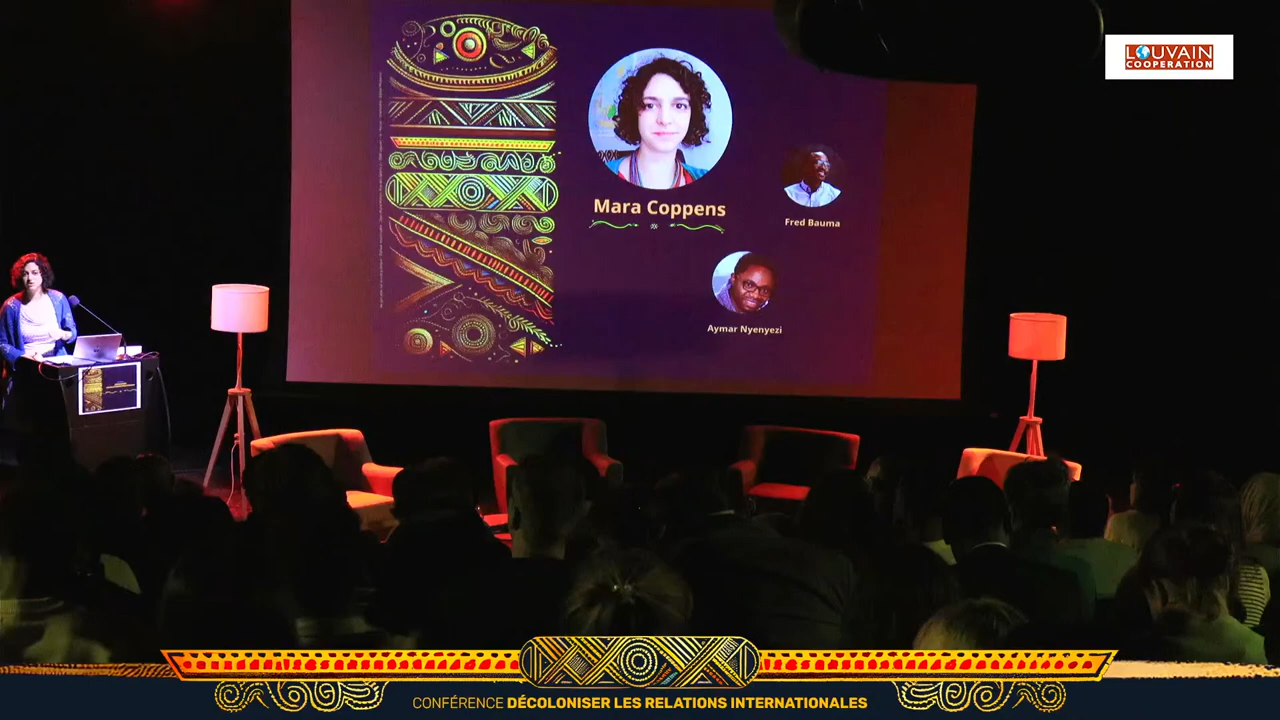 LOUVAIN
COOPERATION
Mara Coppens
Fred Bauma
Aymar Nyenyezi
CONFÉRENCE DÉCOLONISER LES RELATIONS INTERNATIONALES